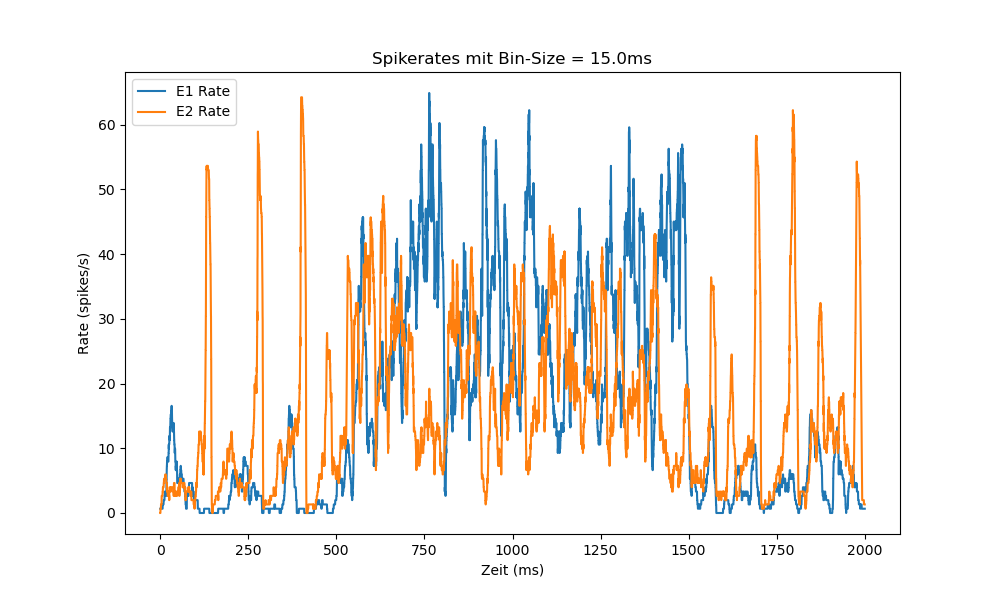 Spikerates mit Bin-Size = 15.0ms
E1 Rate
E2 Rate
Rate (spikes/s)
60
50
40
30
20
10
0
0 250 500 750 1000 1250 1500 1750 2000
Zeit (ms)